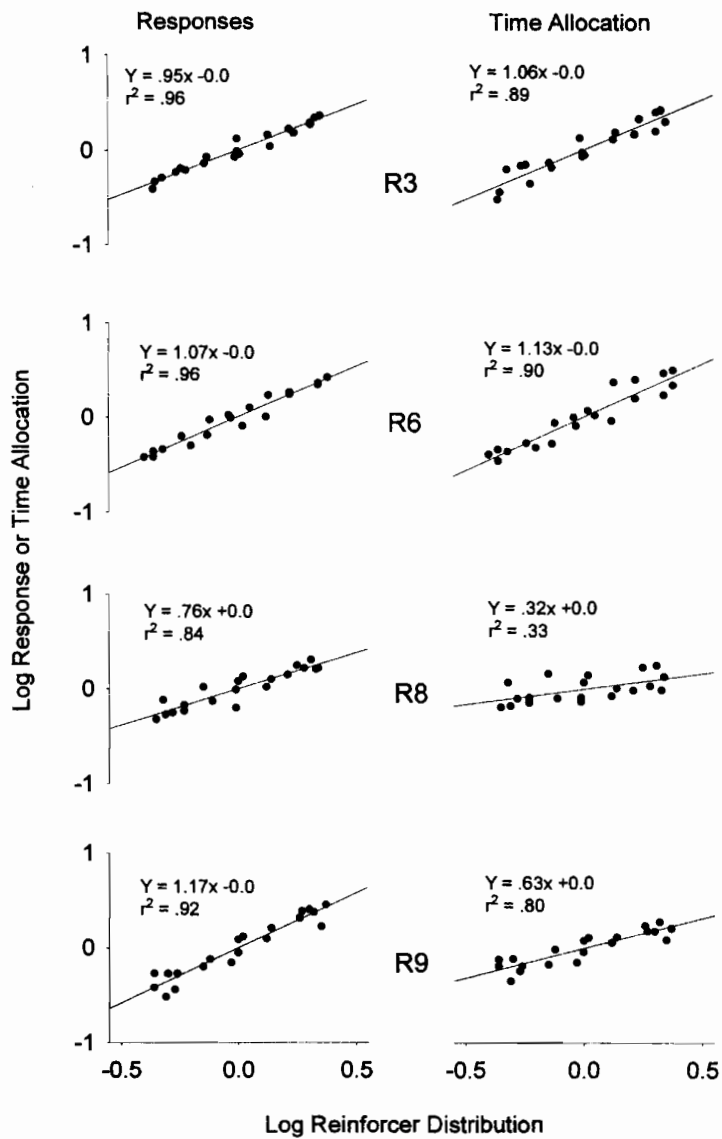 Responses
Time Allocation
1
0
-1
Y = .95x -0.0
r² = .96
R3
Y = 1.06x -0.0
r² = .89
1
0
-1
Y = 1.07x -0.0
r² = .96
R6
Y = 1.13x -0.0
r² = .90
1
0
-1
Y = .76x +0.0
r² = .84
R8
Y = .32x +0.0
r² = .33
1
0
-1
Y = 1.17x -0.0
r² = .92
R9
Y = .63x +0.0
r² = .80
-0.5
0.0
0.5
-0.5
0.0
0.5
Log Response or Time Allocation
Log Reinforcer Distribution